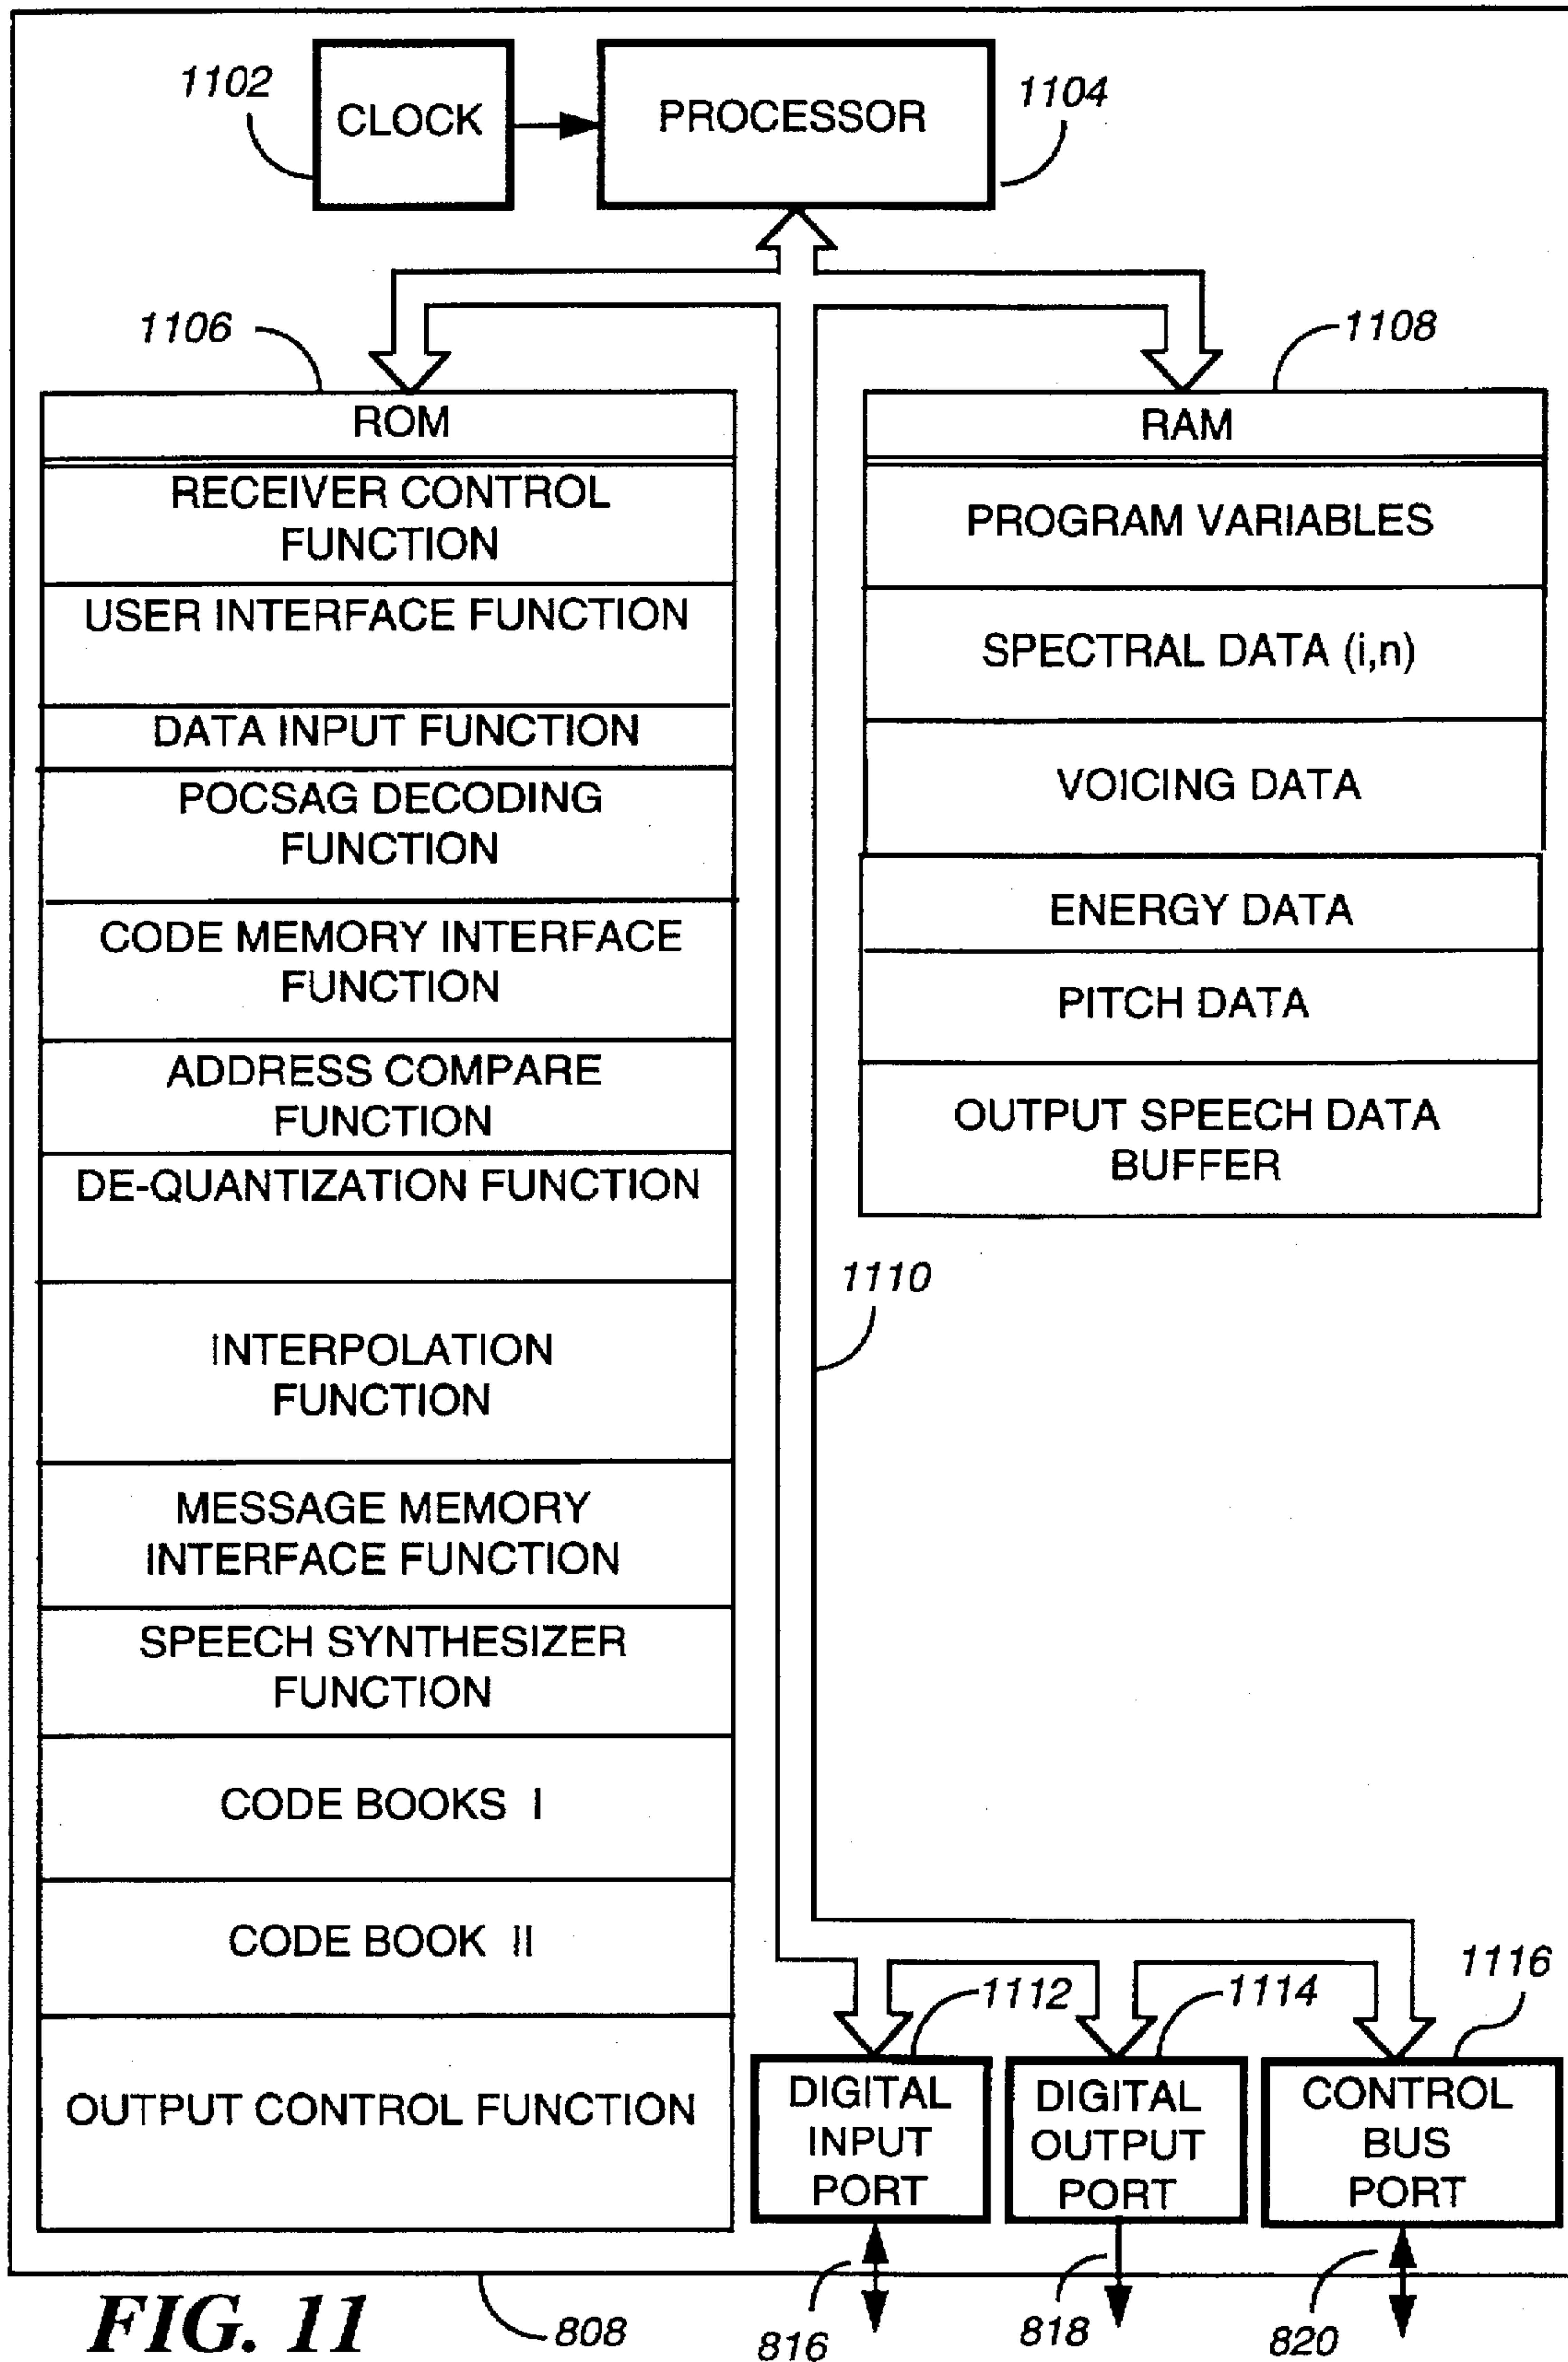 1102
CLOCK
PROCESSOR
1104
1106
1108
ROM
RECEIVER CONTROL
FUNCTION
USER INTERFACE FUNCTION
DATA INPUT FUNCTION
POCSAG DECODING
FUNCTION
CODE MEMORY INTERFACE
FUNCTION
ADDRESS COMPARE
FUNCTION
DE-QUANTIZATION FUNCTION
INTERPOLATION
FUNCTION
MESSAGE MEMORY
INTERFACE FUNCTION
SPEECH SYNTHESIZER
FUNCTION
CODE BOOKS I
CODE BOOK II
OUTPUT CONTROL FUNCTION
RAM
PROGRAM VARIABLES
SPECTRAL DATA (i,n)
VOICING DATA
ENERGY DATA
PITCH DATA
OUTPUT SPEECH DATA
BUFFER
1110
1112
1114
1116
DIGITAL
INPUT
PORT
DIGITAL
OUTPUT
PORT
CONTROL
BUS
PORT
FIG. 11
808
816
818
820